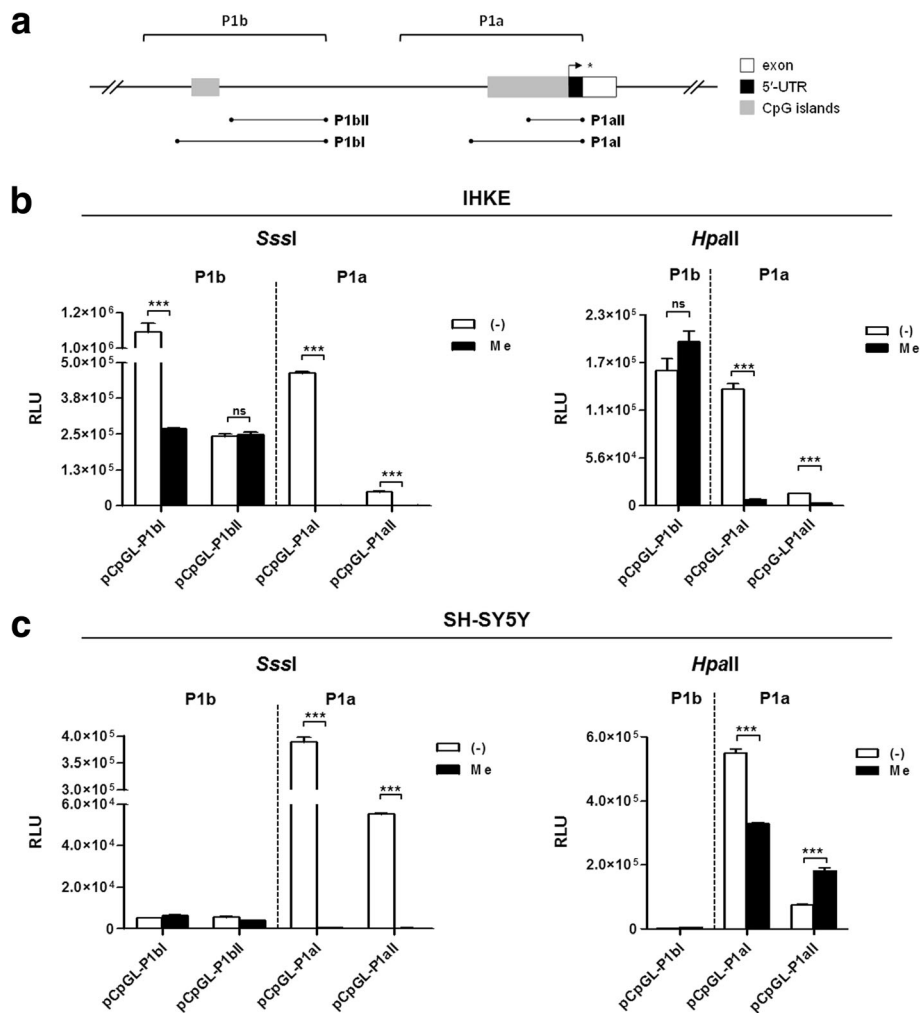 a
P1b P1a
*
exon
5′-UTR
CpG islands
P1bII P1aII
P1bI P1aI
b
IHKE
SssI
P1b P1a
RLU
1.2×10⁶
1.0×10⁶
5.0×10⁵
3.8×10⁵
2.5×10⁵
1.3×10⁵
0
***
ns
***
***
(-)
Me
pCpGL-P1bI
pCpGL-P1bII
pCpGL-P1aI
pCpGL-P1aII
HpaII
P1b P1a
RLU
2.3×10⁵
1.7×10⁵
1.1×10⁵
5.6×10⁴
0
ns
***
***
(-)
Me
pCpGL-P1bI
pCpGL-P1aI
pCpG-LP1aII
c
SH-SY5Y
SssI
P1b P1a
RLU
4.0×10⁵
3.5×10⁵
6.0×10⁴
4.0×10⁴
2.0×10⁴
0
***
***
(-)
Me
pCpGL-P1bI
pCpGL-P1bII
pCpGL-P1aI
pCpGL-P1aII
HpaII
P1b P1a
RLU
6.0×10⁵
4.0×10⁵
2.0×10⁵
0
***
***
(-)
Me
pCpGL-P1bI
pCpGL-P1aI
pCpGL-P1aII